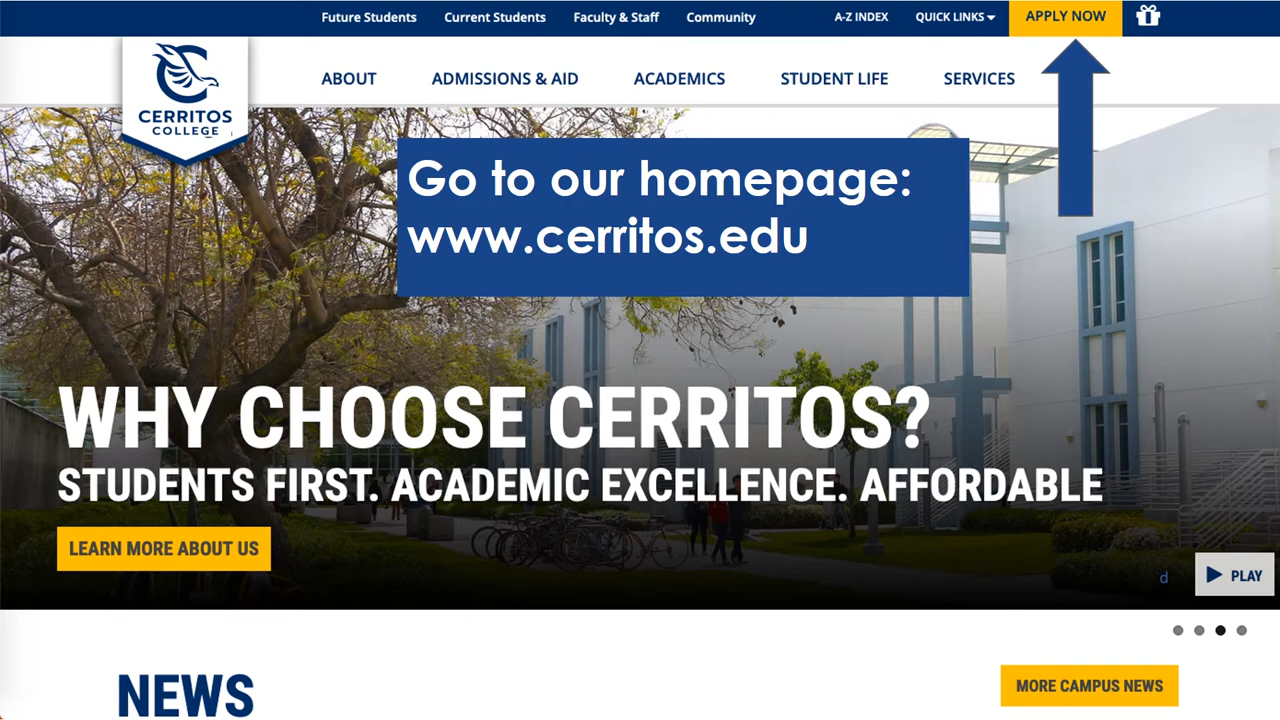 Future Students Current Students Faculty & Staff Community A-Z INDEX QUICK LINKS APPLY NOW
CERRITOS
COLLEGE
ABOUT ADMISSIONS & AID ACADEMICS STUDENT LIFE SERVICES
Go to our homepage:
www.cerritos.edu
WHY CHOOSE CERRITOS?
STUDENTS FIRST. ACADEMIC EXCELLENCE. AFFORDABLE
LEARN MORE ABOUT US
d
PLAY
NEWS
MORE CAMPUS NEWS